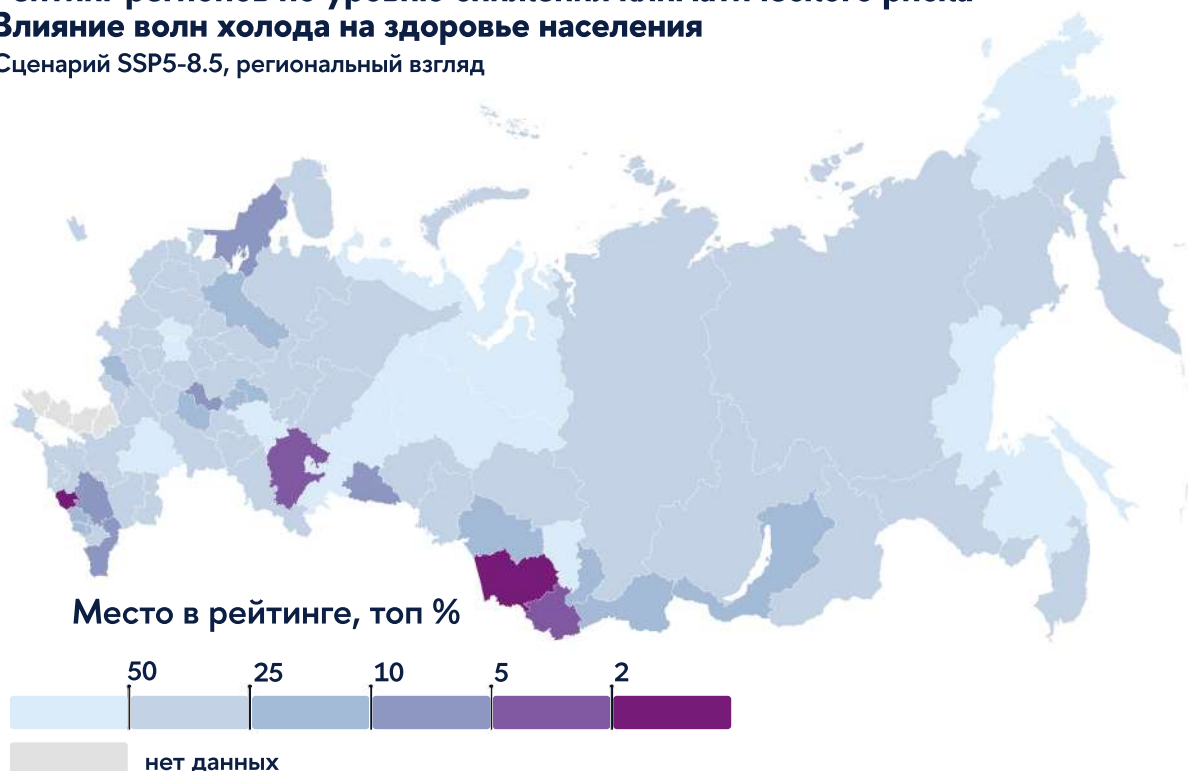 Влияние волн холода на здоровье населения
Сценарий SSP5-8.5, региональный взгляд
Место в рейтинге, топ %
50 25 10 5 2
нет данных